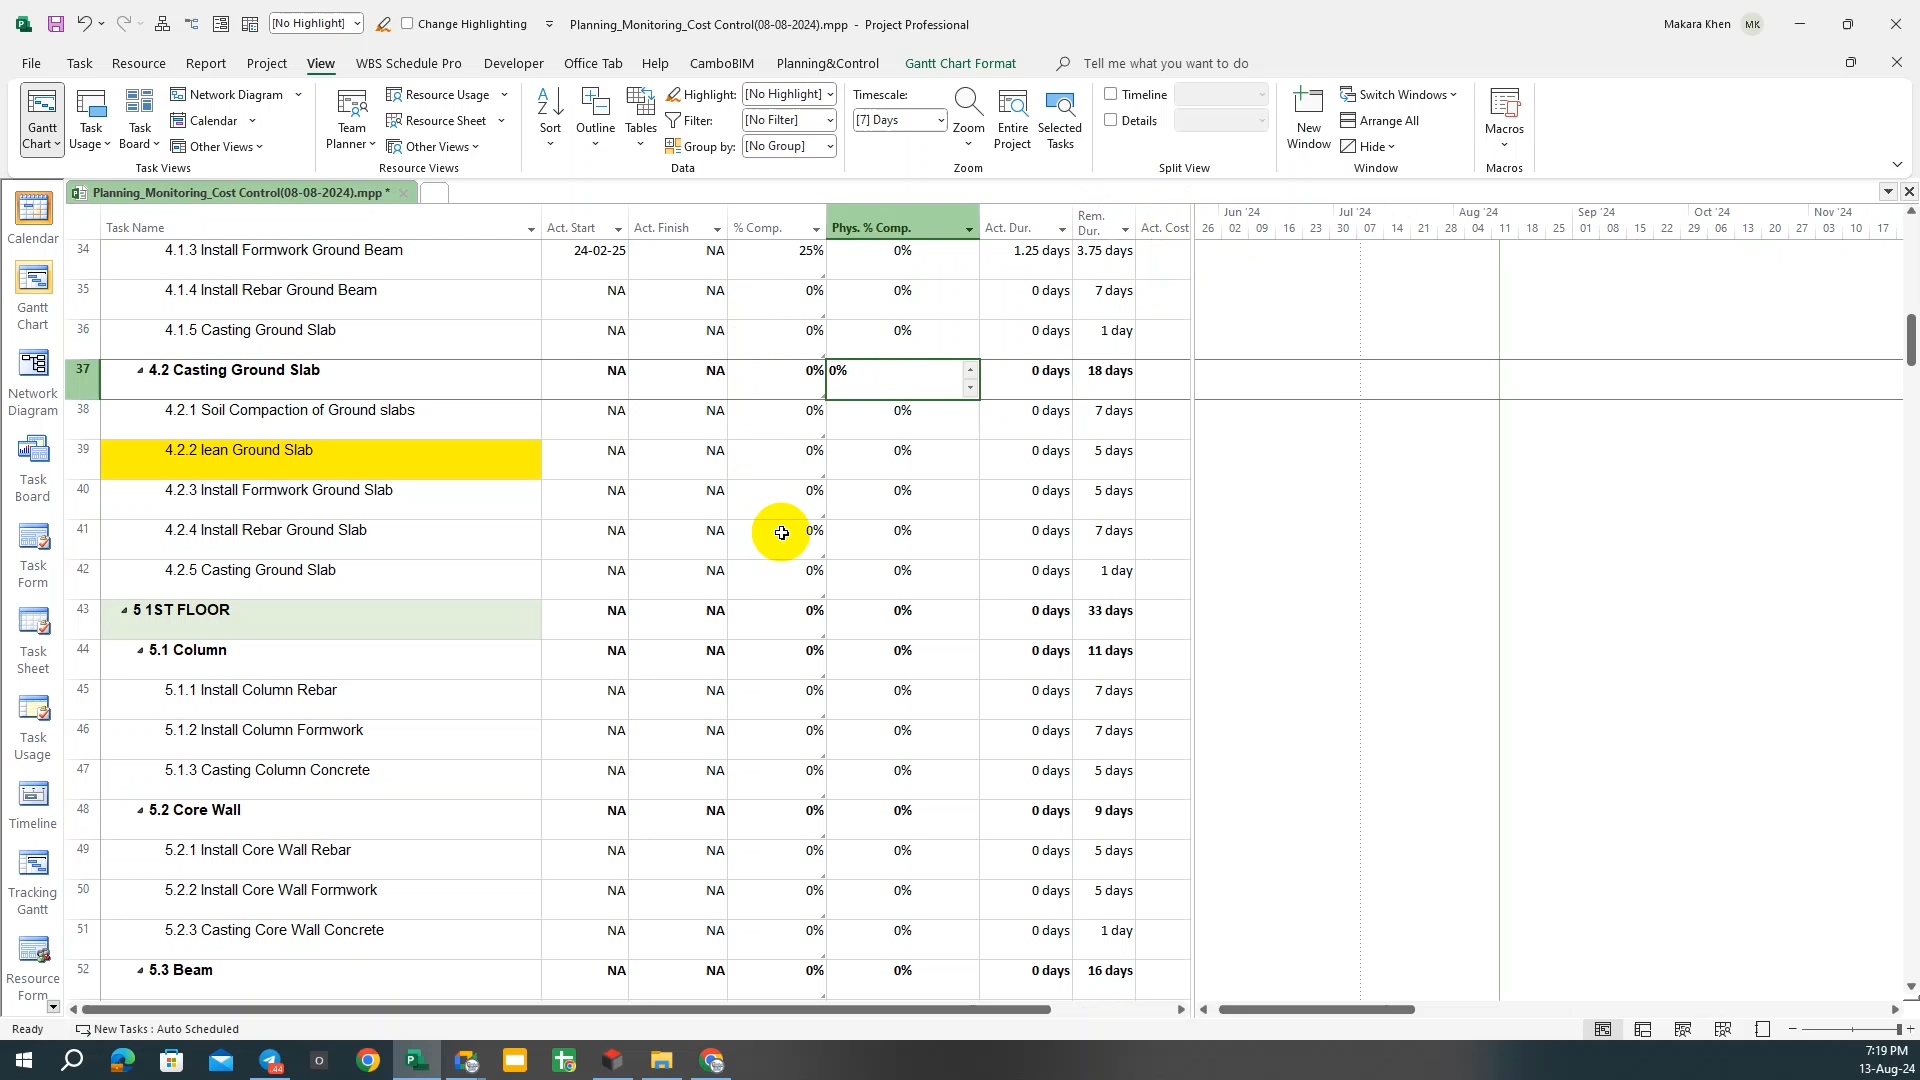 [No Highlight] Change Highlighting Planning_Monitoring_Cost Control(08-08-2024).mpp - Project Professional Makara Khen MK
File Task Resource Report Project View WBS Schedule Pro Developer Office Tab Help CamboBIM Planning&Control Gantt Chart Format Tell me what you want to do
Gantt Chart
Task Usage
Task Board
Network Diagram
Calendar
Other Views
Task Views
Team Planner
Resource Usage
Resource Sheet
Other Views
Resource Views
Sort
Outline
Tables
Highlight: [No Highlight]
Filter: [No Filter]
Group by: [No Group]
Data
Timescale:
[7] Days
Zoom
Entire Project
Selected Tasks
Zoom
Timeline
Details
Split View
New Window
Switch Windows
Arrange All
Hide
Window
Macros
Macros
Planning_Monitoring_Cost Control(08-08-2024).mpp *
Calendar
Gantt Chart
Network Diagram
Task Board
Task Form
Task Sheet
Task Usage
Timeline
Tracking Gantt
Resource Form
Task Name Act. Start Act. Finish % Comp. Phys. % Comp. Act. Dur. Rem. Dur. Act. Cost
Jun '24 Jul '24 Aug '24 Sep '24 Oct '24 Nov '24
26 02 09 16 23 30 07 14 21 28 04 11 18 25 01 08 15 22 29 06 13 20 27 03 10 17
34 4.1.3 Install Formwork Ground Beam 24-02-25 NA 25% 0% 1.25 days 3.75 days
35 4.1.4 Install Rebar Ground Beam NA NA 0% 0% 0 days 7 days
36 4.1.5 Casting Ground Slab NA NA 0% 0% 0 days 1 day
37 4.2 Casting Ground Slab NA NA 0% 0% 0 days 18 days
38 4.2.1 Soil Compaction of Ground slabs NA NA 0% 0% 0 days 7 days
39 4.2.2 lean Ground Slab NA NA 0% 0% 0 days 5 days
40 4.2.3 Install Formwork Ground Slab NA NA 0% 0% 0 days 5 days
41 4.2.4 Install Rebar Ground Slab NA NA 0% 0% 0 days 7 days
42 4.2.5 Casting Ground Slab NA NA 0% 0% 0 days 1 day
43 5 1ST FLOOR NA NA 0% 0% 0 days 33 days
44 5.1 Column NA NA 0% 0% 0 days 11 days
45 5.1.1 Install Column Rebar NA NA 0% 0% 0 days 7 days
46 5.1.2 Install Column Formwork NA NA 0% 0% 0 days 7 days
47 5.1.3 Casting Column Concrete NA NA 0% 0% 0 days 5 days
48 5.2 Core Wall NA NA 0% 0% 0 days 9 days
49 5.2.1 Install Core Wall Rebar NA NA 0% 0% 0 days 5 days
50 5.2.2 Install Core Wall Formwork NA NA 0% 0% 0 days 5 days
51 5.2.3 Casting Core Wall Concrete NA NA 0% 0% 0 days 1 day
52 5.3 Beam NA NA 0% 0% 0 days 16 days
Ready New Tasks : Auto Scheduled
44
7:19 PM
13-Aug-24